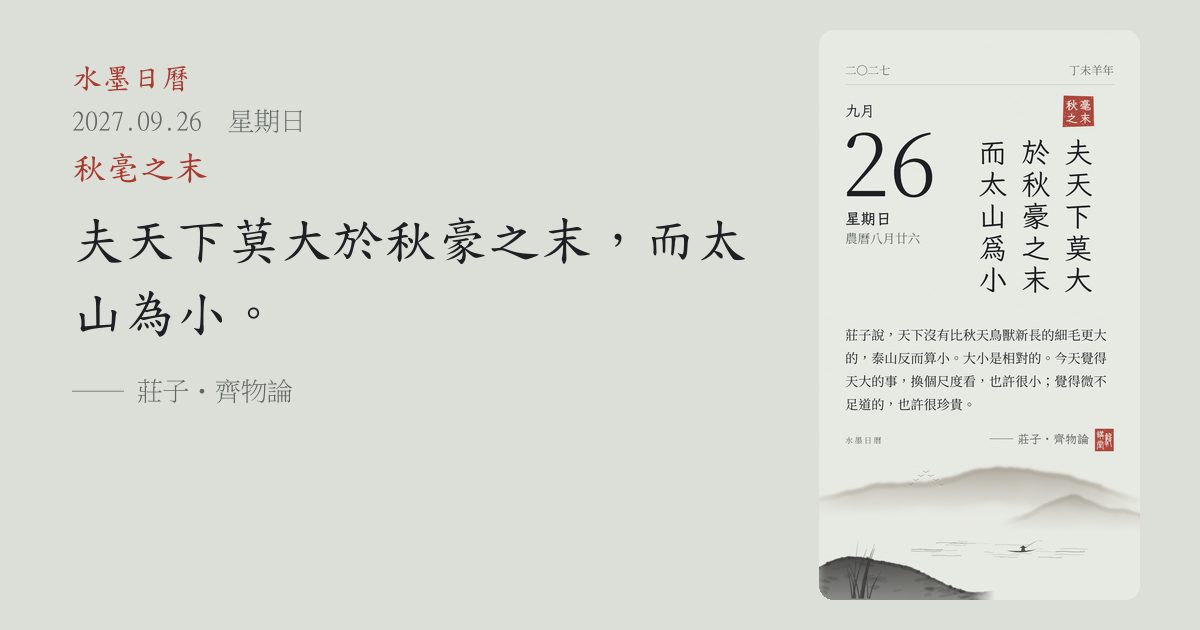 水墨日曆
2027.09.26 星期日
秋毫之末
夫天下莫大於秋豪之末，而太
山為小。
—— 莊子・齊物論
二〇二七
丁未羊年
九月
26
星期日
農曆八月廿六
秋毫
之末
夫天下莫大
於秋豪之末
而太山爲小
莊子說，天下沒有比秋天鳥獸新長的細毛更大
的，泰山反而算小。大小是相對的。今天覺得
天大的事，換個尺度看，也許很小；覺得微不
足道的，也許很珍貴。
水墨日曆
—— 莊子・齊物論